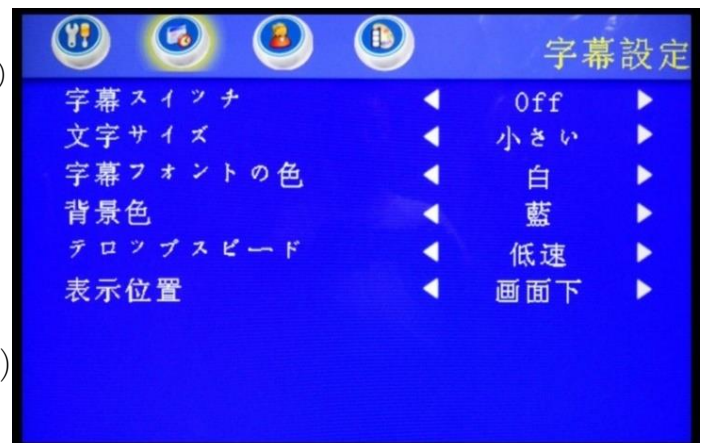 字幕設定
)
字幕スイッチ ◀ Off ▶
文字サイズ ◀ 小さい ▶
字幕フォントの色 ◀ 白 ▶
背景色 ◀ 藍 ▶
テロップスピード ◀ 低速 ▶
表示位置 ◀ 画面下 ▶
)